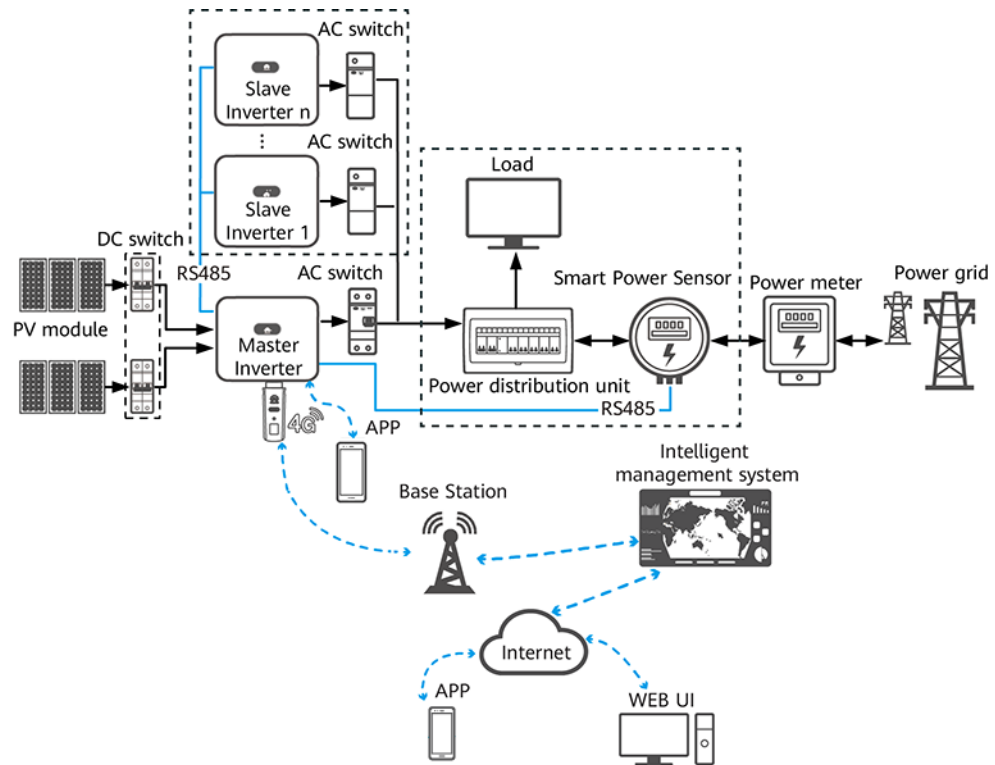 AC switch
Slave
Inverter n
AC switch
Slave
Inverter 1
Load
DC switch
RS485
AC switch
Smart Power Sensor
Power meter
Power grid
PV module
Master
Inverter
Power distribution unit
RS485
4G
APP
Intelligent
management system
Base Station
Internet
APP
WEB UI